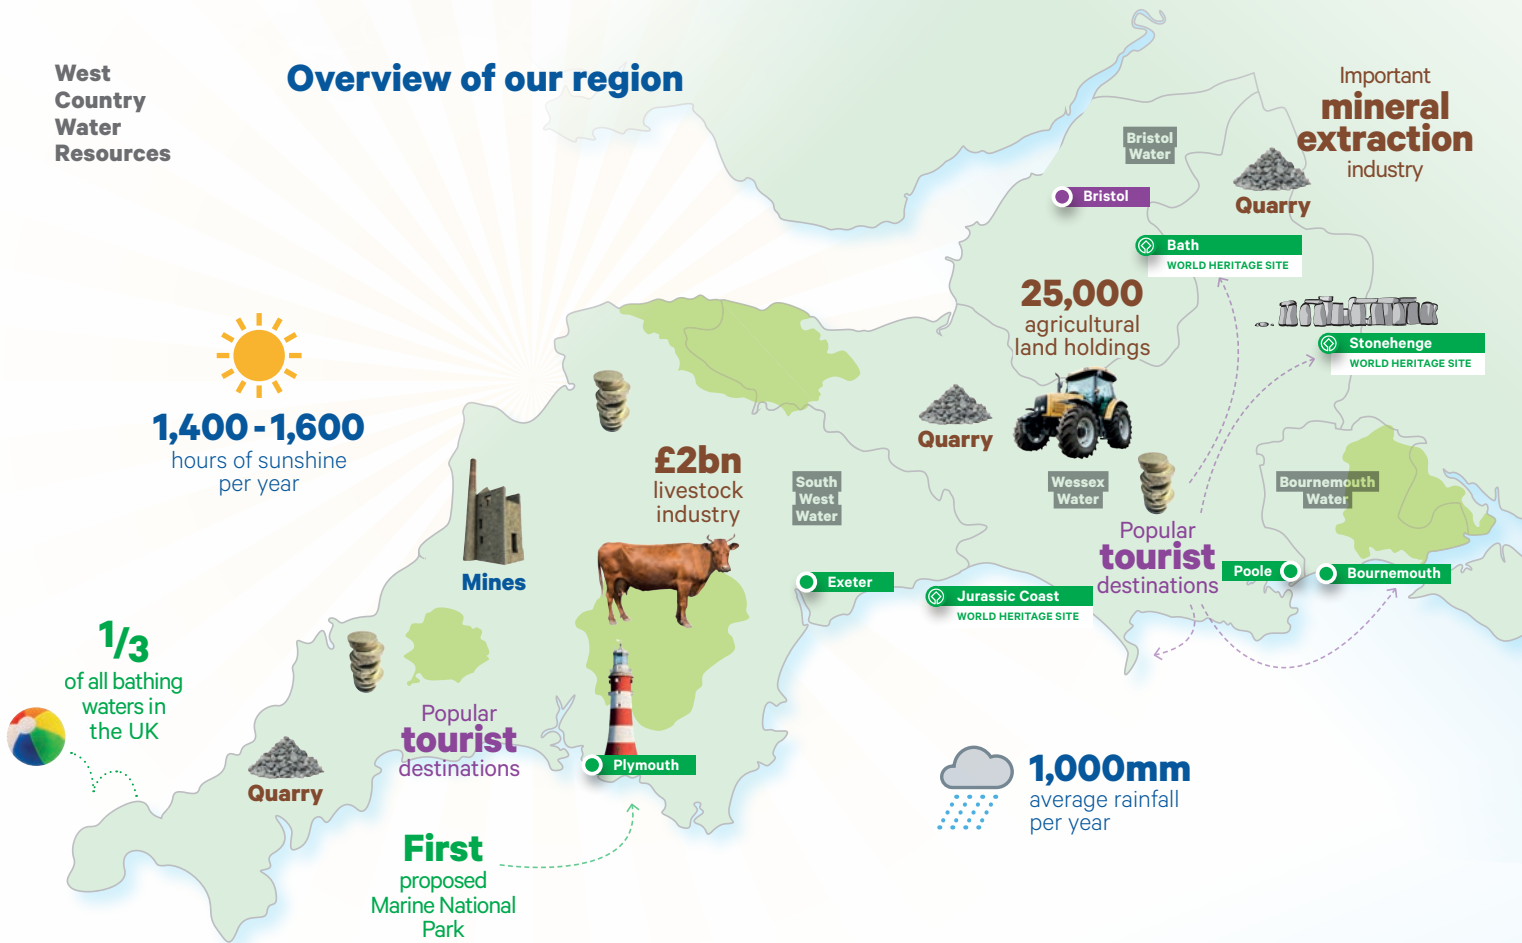 West
Country
Water
Resources
Overview of our region
Important
mineral
extraction
industry
Bristol
Water
Quarry
Bristol
Bath
WORLD HERITAGE SITE
25,000
agricultural
land holdings
Stonehenge
WORLD HERITAGE SITE
1,400 - 1,600
hours of sunshine
per year
Quarry
£2bn
livestock
industry
South
West
Water
Wessex
Water
Bournemouth
Water
Popular
tourist
destinations
Mines
Exeter
Jurassic Coast
WORLD HERITAGE SITE
Poole
Bournemouth
1/3
of all bathing
waters in
the UK
Popular
tourist
destinations
Quarry
Plymouth
1,000mm
average rainfall
per year
First
proposed
Marine National
Park